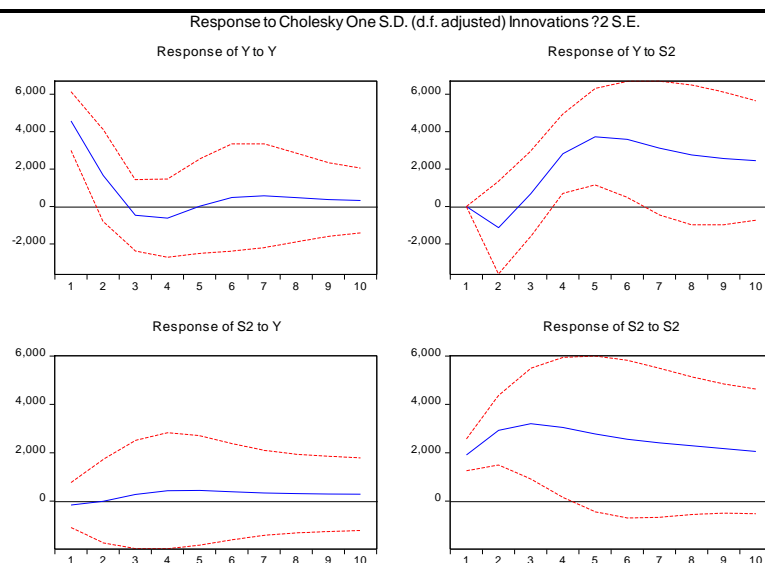 Response to Cholesky One S.D. (d.f. adjusted) Innovations ?2 S.E.
Response of Y to Y
6,000
4,000
2,000
0
-2,000
1 2 3 4 5 6 7 8 9 10
Response of Y to S2
6,000
4,000
2,000
0
-2,000
1 2 3 4 5 6 7 8 9 10
Response of S2 to Y
6,000
4,000
2,000
0
1 2 3 4 5 6 7 8 9 10
Response of S2 to S2
6,000
4,000
2,000
0
1 2 3 4 5 6 7 8 9 10